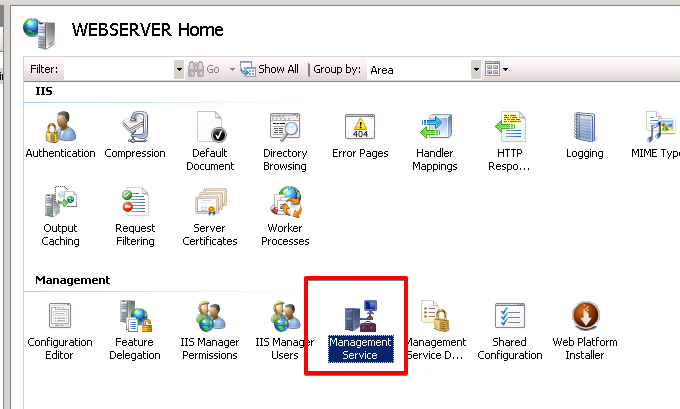 WEBSERVER Home
Filter: Go Show All Group by: Area
IIS
Authentication Compression Default Directory Error Pages Handler HTTP Logging MIME Typ
Document Browsing Mappings Respo...
404
Output Request Server Worker
Caching Filtering Certificates Processes
Management
Configuration Feature IIS Manager IIS Manager Management Management Shared Web Platform
Editor Delegation Permissions Users Service Service D... Configuration Installer